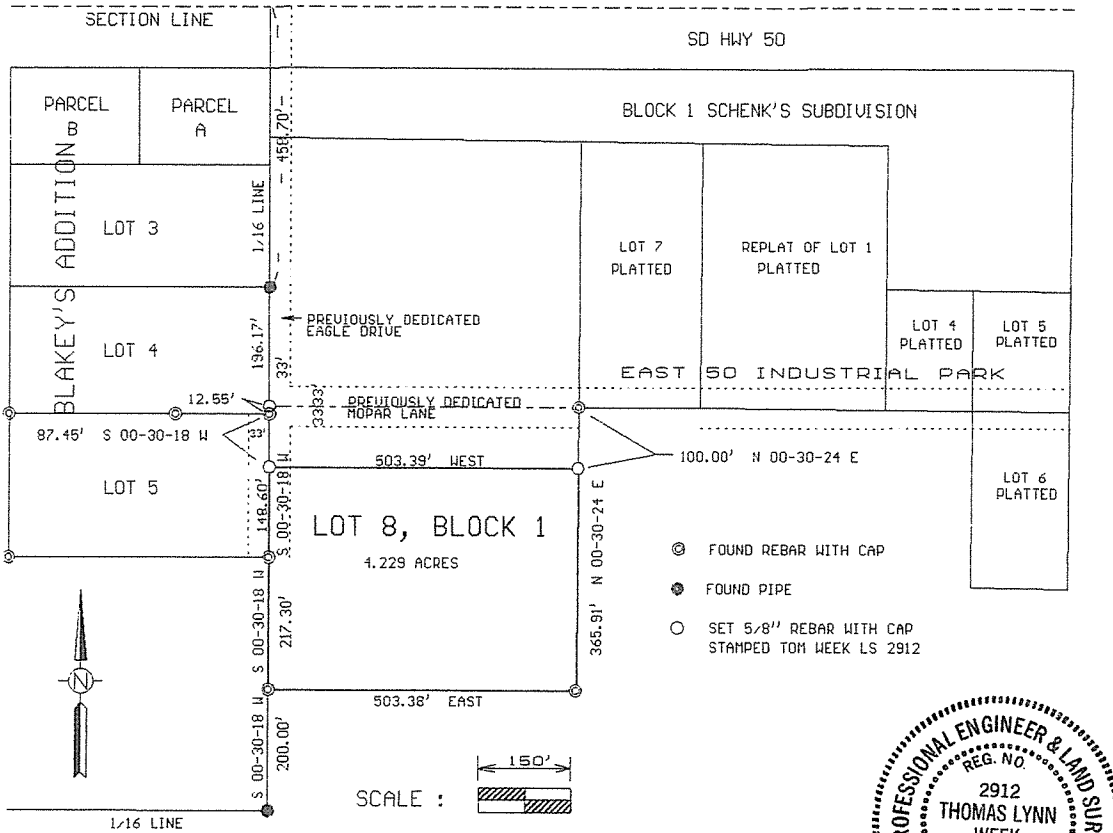 SECTION LINE
SD HWY 50
PARCEL
B
PARCEL
A
BLOCK 1 SCHENK'S SUBDIVISION
458.70'
1/16 LINE
BLAKEY'S ADDITION
LOT 3
LOT 7
PLATTED
REPLAT OF LOT 1
PLATTED
PREVIOUSLY DEDICATED
EAGLE DRIVE
196.17'
33'
LOT 4
LOT 4
PLATTED
LOT 5
PLATTED
EAST 50 INDUSTRIAL PARK
12.55'
PREVIOUSLY DEDICATED
MOPAR LANE
33'
33'
87.45' S 00-30-18 W
33'
503.39' WEST
100.00' N 00-30-24 E
LOT 5
148.60'
S 00-30-18 W
LOT 6
PLATTED
LOT 8, BLOCK 1
4.229 ACRES
365.91' N 00-30-24 E
FOUND REBAR WITH CAP
FOUND PIPE
SET 5/8'' REBAR WITH CAP
STAMPED TOM WEEK LS 2912
S 00-30-18 W
217.30'
N
503.38' EAST
S 00-30-18 W
200.00'
SCALE :
150'
1/16 LINE
PROFESSIONAL ENGINEER & LAND SUR
REG. NO.
2912
THOMAS LYNN
WEEK